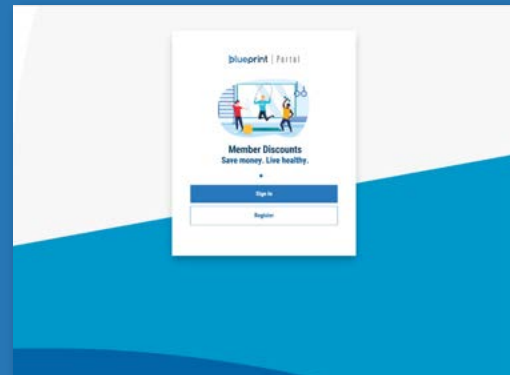 blueprint | Portal
Member Discounts
Save money. Live healthy.
Sign In
Register